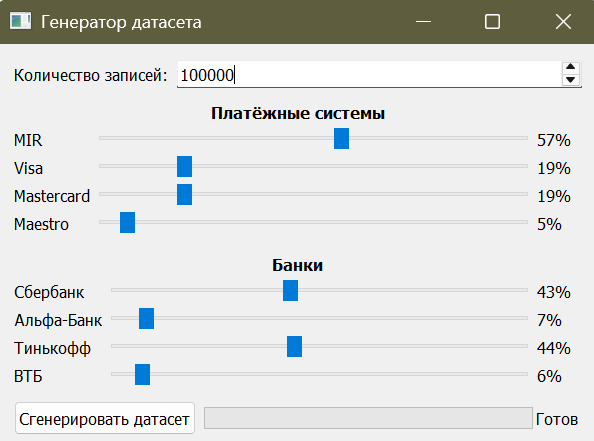 Генератор датасета
Количество записей: 100000
Платёжные системы
MIR 57%
Visa 19%
Mastercard 19%
Maestro 5%
Банки
Сбербанк 43%
Альфа-Банк 7%
Тинькофф 44%
ВТБ 6%
Сгенерировать датасет Готов